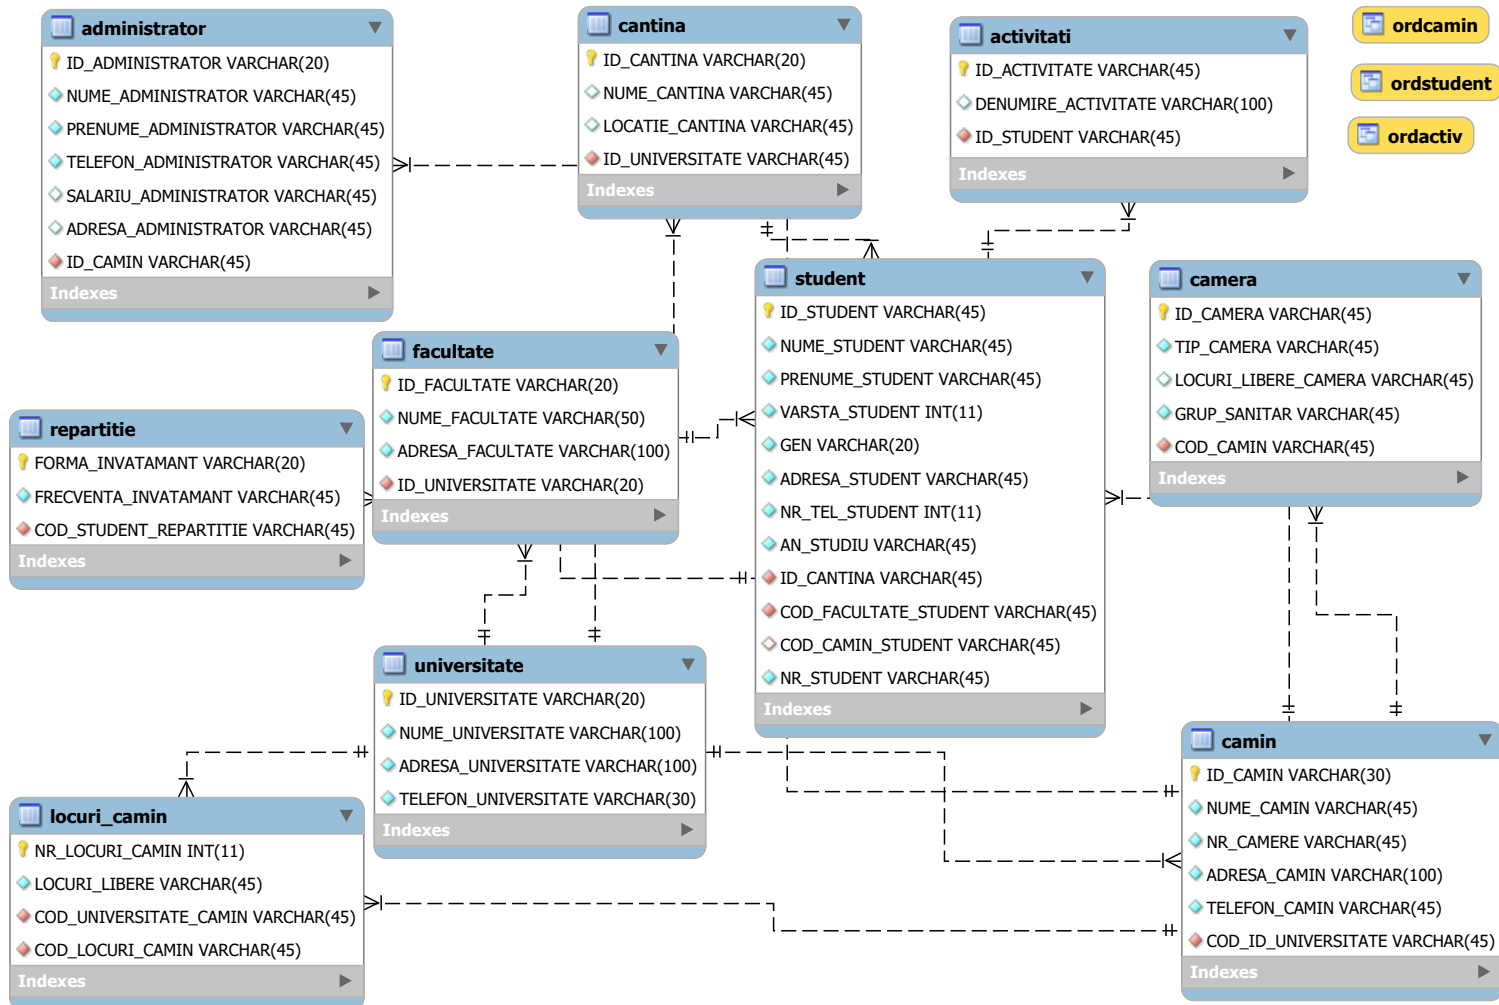 administrator
ID_ADMINISTRATOR VARCHAR(20)
NUME_ADMINISTRATOR VARCHAR(45)
PRENUME_ADMINISTRATOR VARCHAR(45)
TELEFON_ADMINISTRATOR VARCHAR(45)
SALARIU_ADMINISTRATOR VARCHAR(45)
ADRESA_ADMINISTRATOR VARCHAR(45)
ID_CAMIN VARCHAR(45)
Indexes
cantina
ID_CANTINA VARCHAR(20)
NUME_CANTINA VARCHAR(45)
LOCATIE_CANTINA VARCHAR(45)
ID_UNIVERSITATE VARCHAR(45)
Indexes
activitati
ID_ACTIVITATE VARCHAR(45)
DENUMIRE_ACTIVITATE VARCHAR(100)
ID_STUDENT VARCHAR(45)
Indexes
ordcamin
ordstudent
ordactiv
student
ID_STUDENT VARCHAR(45)
NUME_STUDENT VARCHAR(45)
PRENUME_STUDENT VARCHAR(45)
VARSTA_STUDENT INT(11)
GEN VARCHAR(20)
ADRESA_STUDENT VARCHAR(45)
NR_TEL_STUDENT INT(11)
AN_STUDIU VARCHAR(45)
ID_CANTINA VARCHAR(45)
COD_FACULTATE_STUDENT VARCHAR(45)
COD_CAMIN_STUDENT VARCHAR(45)
NR_STUDENT VARCHAR(45)
Indexes
camera
ID_CAMERA VARCHAR(45)
TIP_CAMERA VARCHAR(45)
LOCURI_LIBERE_CAMERA VARCHAR(45)
GRUP_SANITAR VARCHAR(45)
COD_CAMIN VARCHAR(45)
Indexes
facultate
ID_FACULTATE VARCHAR(20)
NUME_FACULTATE VARCHAR(50)
ADRESA_FACULTATE VARCHAR(100)
ID_UNIVERSITATE VARCHAR(20)
Indexes
repartitie
FORMA_INVATAMANT VARCHAR(20)
FRECVENTA_INVATAMANT VARCHAR(45)
COD_STUDENT_REPARTITIE VARCHAR(45)
Indexes
universitate
ID_UNIVERSITATE VARCHAR(20)
NUME_UNIVERSITATE VARCHAR(100)
ADRESA_UNIVERSITATE VARCHAR(100)
TELEFON_UNIVERSITATE VARCHAR(30)
Indexes
camin
ID_CAMIN VARCHAR(30)
NUME_CAMIN VARCHAR(45)
NR_CAMERE VARCHAR(45)
ADRESA_CAMIN VARCHAR(100)
TELEFON_CAMIN VARCHAR(45)
COD_ID_UNIVERSITATE VARCHAR(45)
Indexes
locuri_camin
NR_LOCURI_CAMIN INT(11)
LOCURI_LIBERE VARCHAR(45)
COD_UNIVERSITATE_CAMIN VARCHAR(45)
COD_LOCURI_CAMIN VARCHAR(45)
Indexes